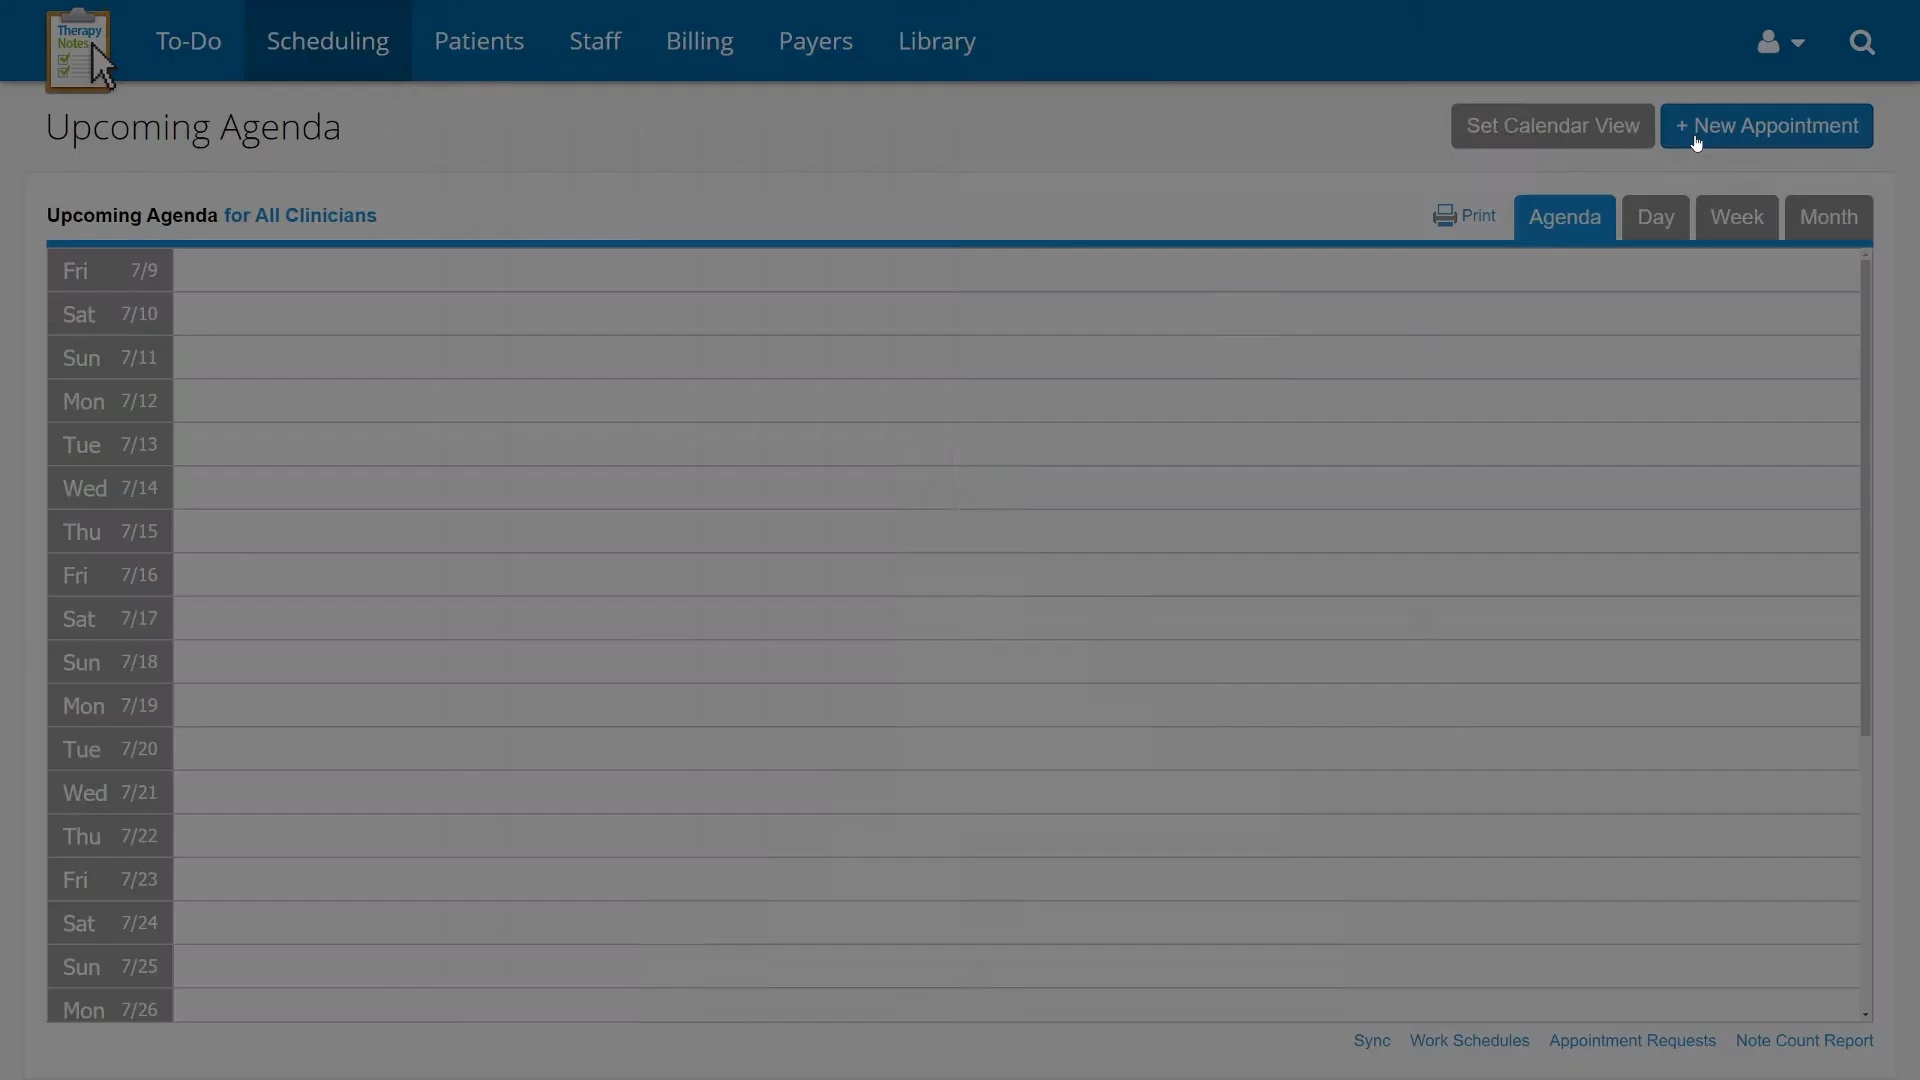 Therapy
Notes
To-Do Scheduling Patients Staff Billing Payers Library
Upcoming Agenda
Set Calendar View + New Appointment
Upcoming Agenda for All Clinicians
Print Agenda Day Week Month
Fri 7/9
Sat 7/10
Sun 7/11
Mon 7/12
Tue 7/13
Wed 7/14
Thu 7/15
Fri 7/16
Sat 7/17
Sun 7/18
Mon 7/19
Tue 7/20
Wed 7/21
Thu 7/22
Fri 7/23
Sat 7/24
Sun 7/25
Mon 7/26
Sync Work Schedules Appointment Requests Note Count Report